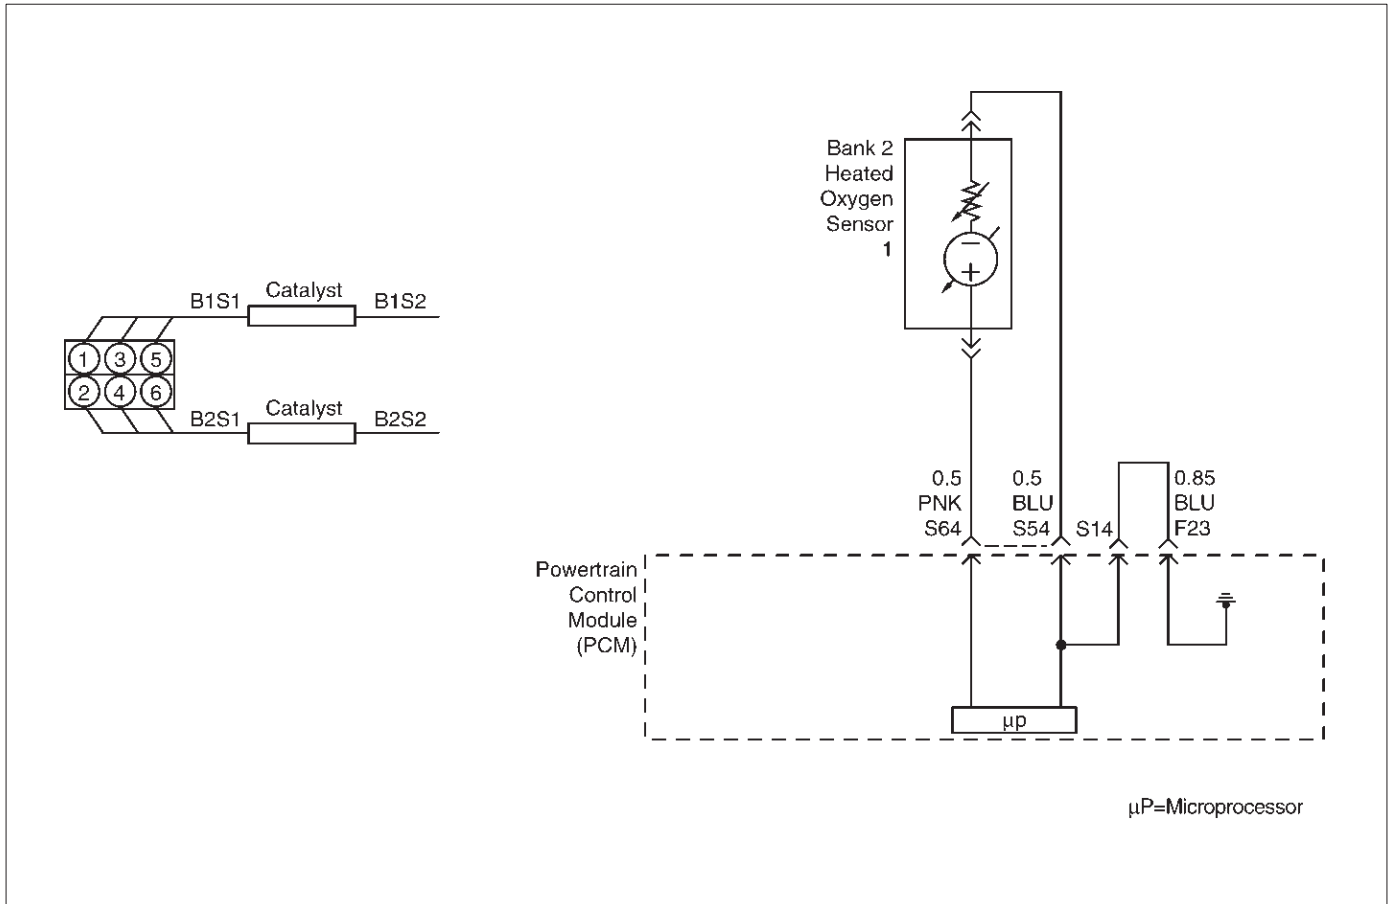 Bank 2
Heated
Oxygen
Sensor
1
B1S1
Catalyst
B1S2
1 3 5
2 4 6
B2S1
Catalyst
B2S2
0.5
PNK
S64
0.5
BLU
S54
S14
0.85
BLU
F23
Powertrain
Control
Module
(PCM)
− 
+
μp
μP=Microprocessor